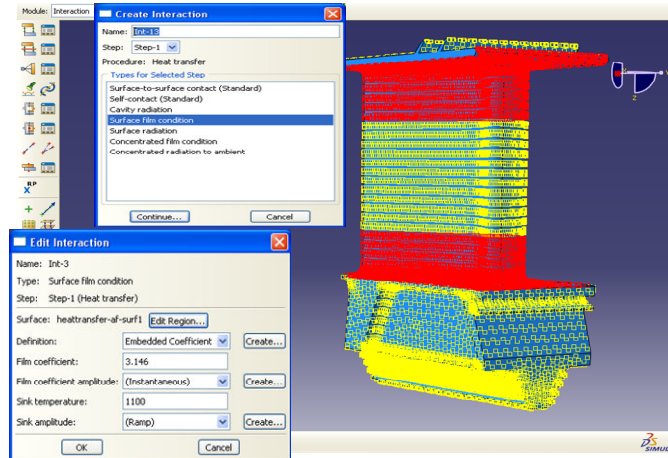 Module: Interaction
Create Interaction
Name: Int-13
Step: Step-1
Procedure: Heat transfer
Types for Selected Step
Surface-to-surface contact (Standard)
Self-contact (Standard)
Cavity radiation
Surface film condition
Surface radiation
Concentrated film condition
Concentrated radiation to ambient
Continue... Cancel
RP
Edit Interaction
Name: Int-3
Type: Surface film condition
Step: Step-1 (Heat transfer)
Surface: heattransfer-af-surf1 Edit Region...
Definition: Embedded Coefficient Create...
Film coefficient: 3.146
Film coefficient amplitude: (Instantaneous) Create...
Sink temperature: 1100
Sink amplitude: (Ramp) Create...
OK Cancel
SIMUL